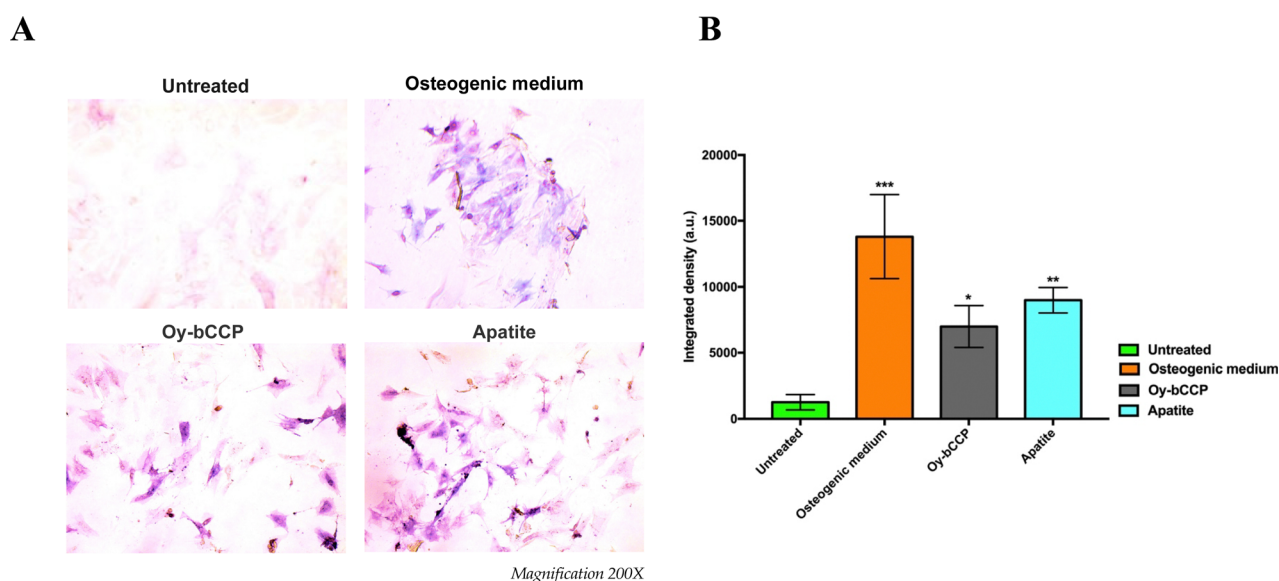 A
Untreated
Osteogenic medium
Oy-bCCP
Apatite
Magnification 200X
B
Integrated density (a.u.)
20000
15000
10000
5000
0
***
*
**
Untreated
Osteogenic medium
Oy-bCCP
Apatite
Untreated
Osteogenic medium
Oy-bCCP
Apatite